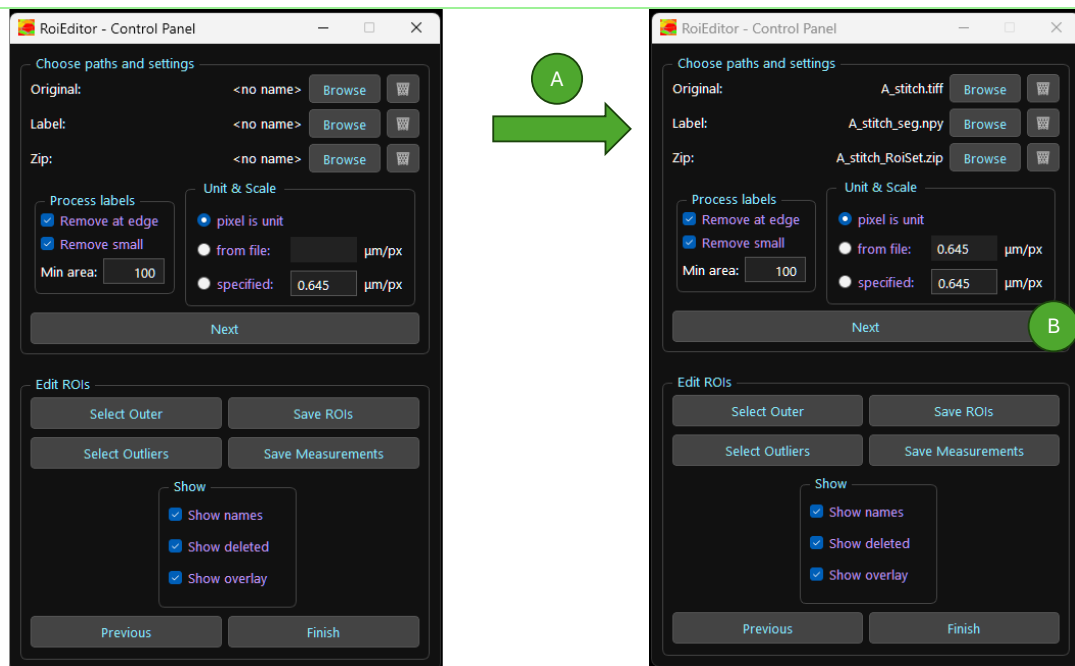 RoiEditor - Control Panel
Choose paths and settings
Original: <no name> Browse
Label: <no name> Browse
Zip: <no name> Browse
Process labels
Remove at edge
Remove small
Min area: 100
Unit & Scale
pixel is unit
from file: µm/px
specified: 0.645 µm/px
Next
Edit ROIs
Select Outer Save ROIs
Select Outliers Save Measurements
Show
Show names
Show deleted
Show overlay
Previous Finish
A
RoiEditor - Control Panel
Choose paths and settings
Original: A_stitch.tiff Browse
Label: A_stitch_seg.npy Browse
Zip: A_stitch_RoiSet.zip Browse
Process labels
Remove at edge
Remove small
Min area: 100
Unit & Scale
pixel is unit
from file: 0.645 µm/px
specified: 0.645 µm/px
Next
B
Edit ROIs
Select Outer Save ROIs
Select Outliers Save Measurements
Show
Show names
Show deleted
Show overlay
Previous Finish